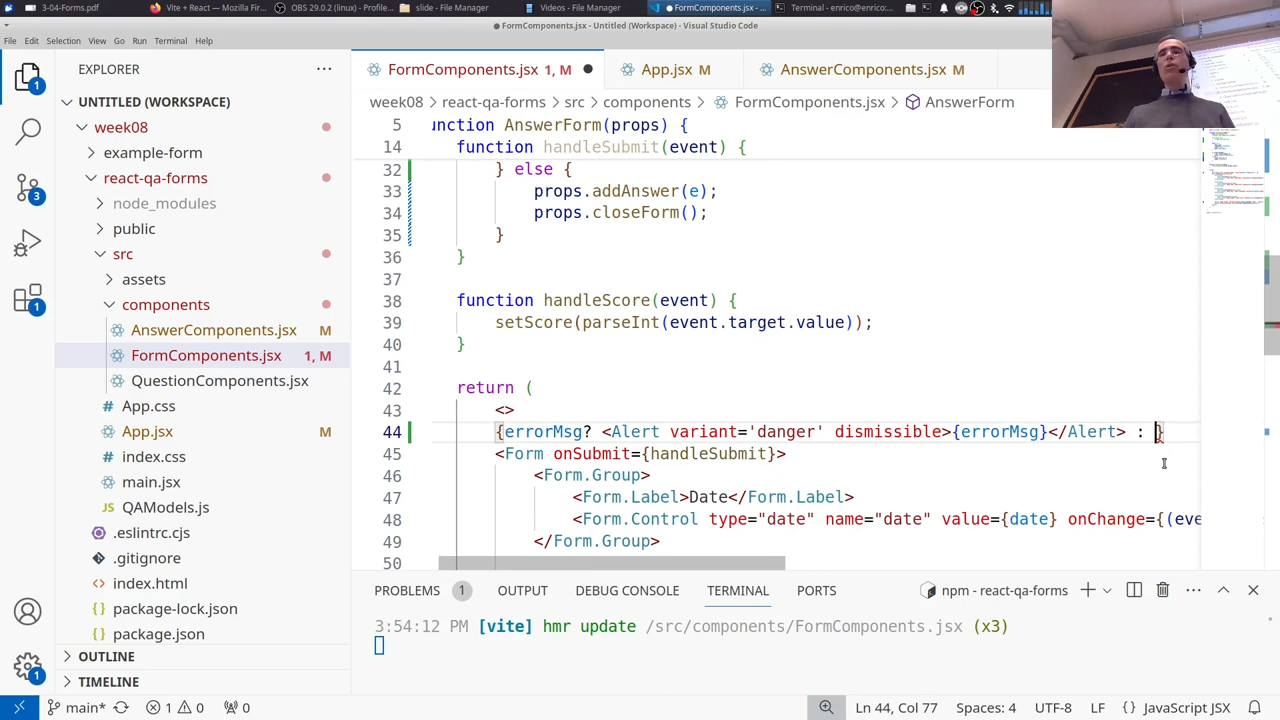 3-04-Forms.pdf
Vite + React — Mozilla Firef...
OBS 29.0.2 (linux) - Profile...
slide - File Manager
Videos - File Manager
● FormComponents.jsx - Untit...
Terminal - enrico@enrico-...
● FormComponents.jsx - Untitled (Workspace) - Visual Studio Code
File Edit Selection View Go Run Terminal Help
EXPLORER
FormComponents.jsx 1, M
App.jsx M
FormComponents.jsx
week08 > react-qa-forms > src > components > FormComponents.jsx > AnswerForm
UNTITLED (WORKSPACE)
week08
example-form
react-qa-forms
node_modules
public
src
assets
components
AnswerComponents.jsx M
FormComponents.jsx 1, M
QuestionComponents.jsx
App.css
App.jsx M
index.css
main.jsx
QAModels.js
.eslintrc.cjs
.gitignore
index.html
package-lock.json
package.json
OUTLINE
TIMELINE
5 unction AnswerForm(props) {
14 function handleSubmit(event) {
32 } else {
33 props.addAnswer(e);
34 props.closeForm();
35 }
36 }
37
38 function handleScore(event) {
39 setScore(parseInt(event.target.value));
40 }
41
42 return (
43 <>
44 {errorMsg? <Alert variant='danger' dismissible>{errorMsg}</Alert> : }
45 <Form onSubmit={handleSubmit}>
46 <Form.Group>
47 <Form.Label>Date</Form.Label>
48 <Form.Control type="date" name="date" value={date} onChange={(eve
49 </Form.Group>
50
PROBLEMS 1 OUTPUT DEBUG CONSOLE TERMINAL PORTS
npm - react-qa-forms
3:54:12 PM [vite] hmr update /src/components/FormComponents.jsx (x3)
main* 1 0 0
Ln 44, Col 77 Spaces: 4 UTF-8 LF JavaScript JSX